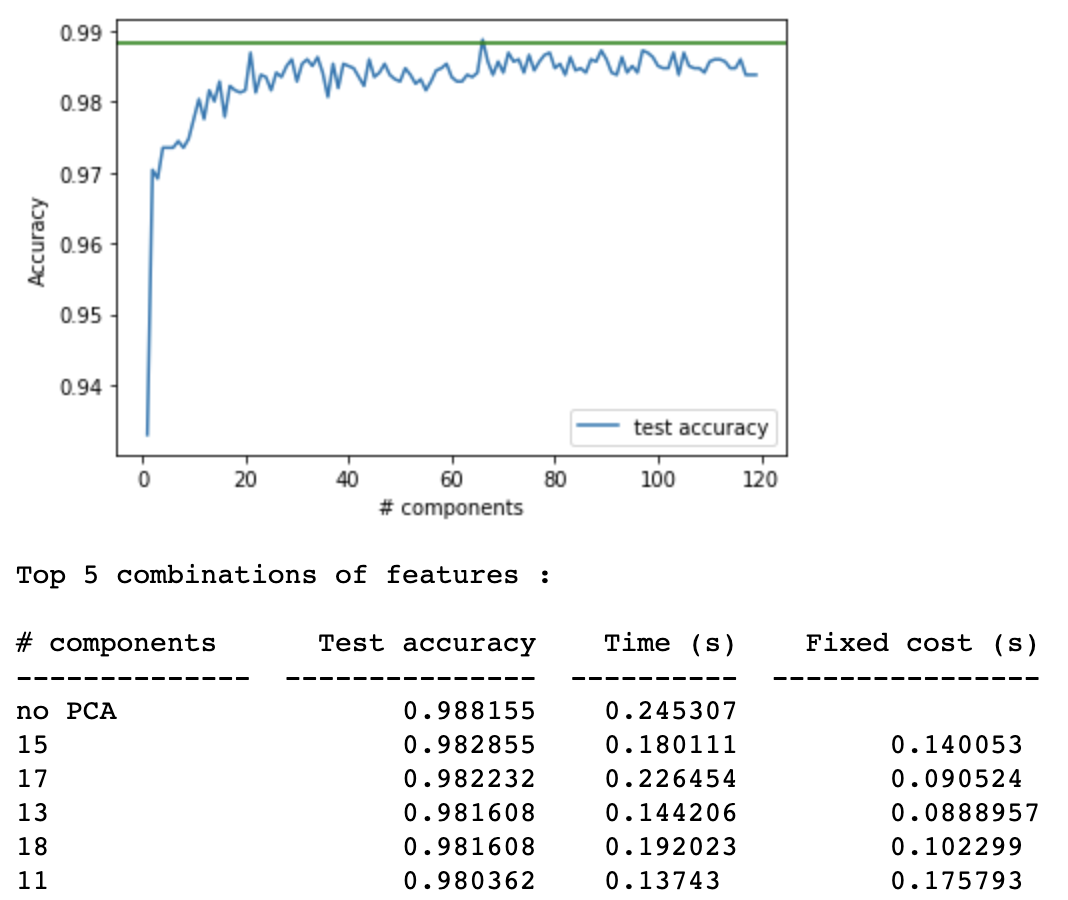 0.99
0.98
0.97
0.96
0.95
0.94
Accuracy
test accuracy
0 20 40 60 80 100 120
# components
Top 5 combinations of features :
# components Test accuracy Time (s) Fixed cost (s)
-------------- --------------- ---------- ----------------
no PCA 0.988155 0.245307
15 0.982855 0.180111 0.140053
17 0.982232 0.226454 0.090524
13 0.981608 0.144206 0.0888957
18 0.981608 0.192023 0.102299
11 0.980362 0.13743 0.175793